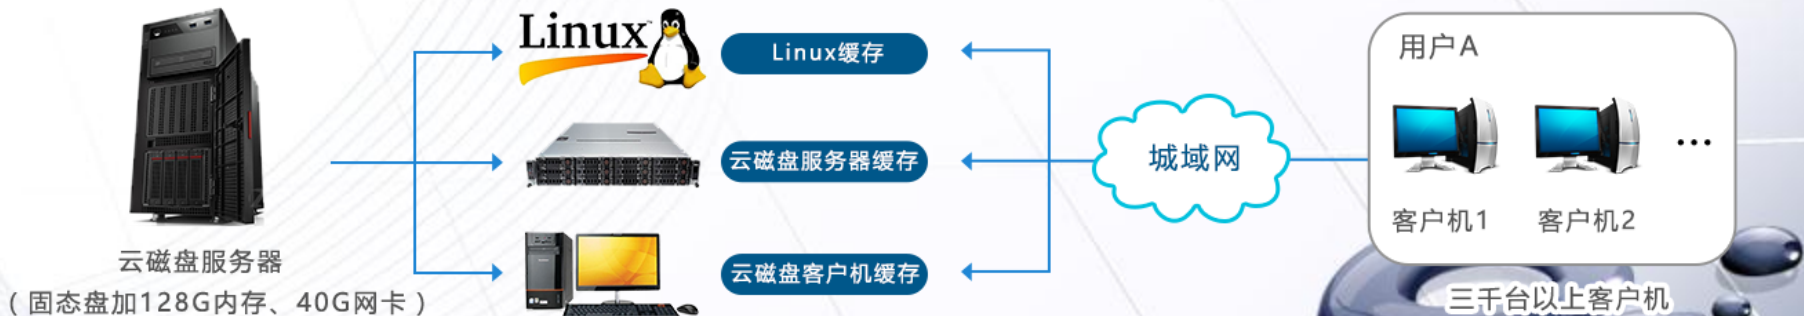 云磁盘服务器
（固态盘加128G内存、40G网卡）
Linux
Linux缓存
云磁盘服务器缓存
云磁盘客户机缓存
城域网
用户A
客户机1 客户机2
...
三千台以上客户机